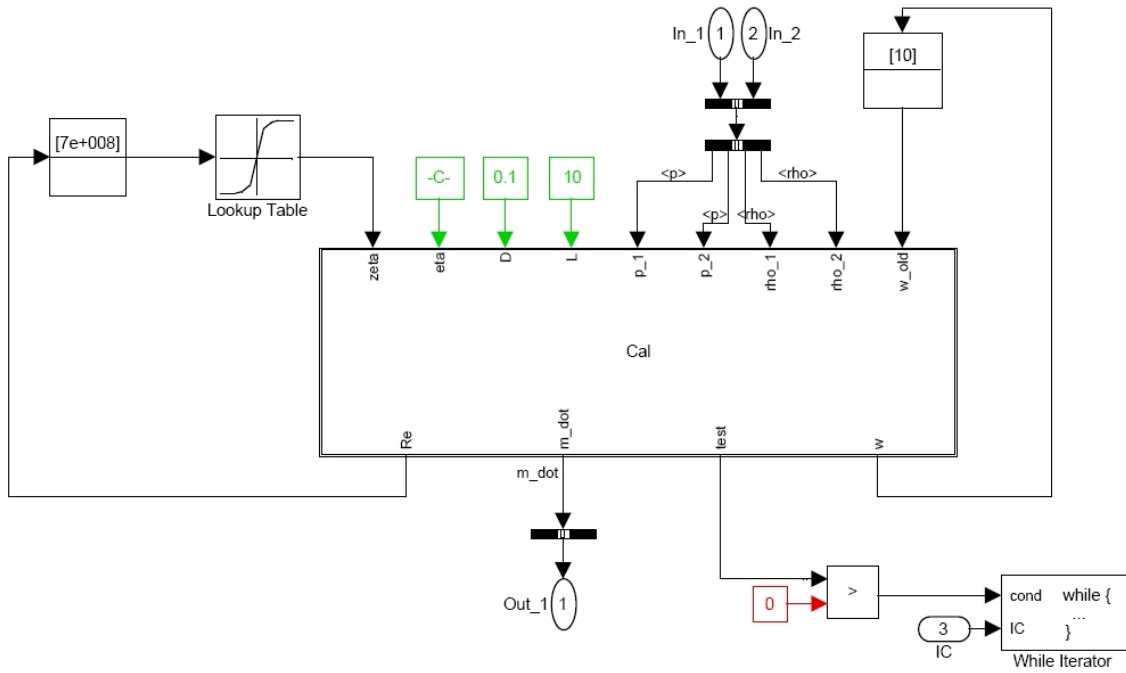 In_1 1 2 In_2
[10]
[7e+008]
Lookup Table
-C- 0.1 10
<p> <rho>
<p> <rho>
zeta eta D L p_1 p_2 rho_1 rho_2 w_old
Cal
Re m_dot test w
m_dot
Out_1 1
0 >
cond while {
...
IC }
3
IC
While Iterator